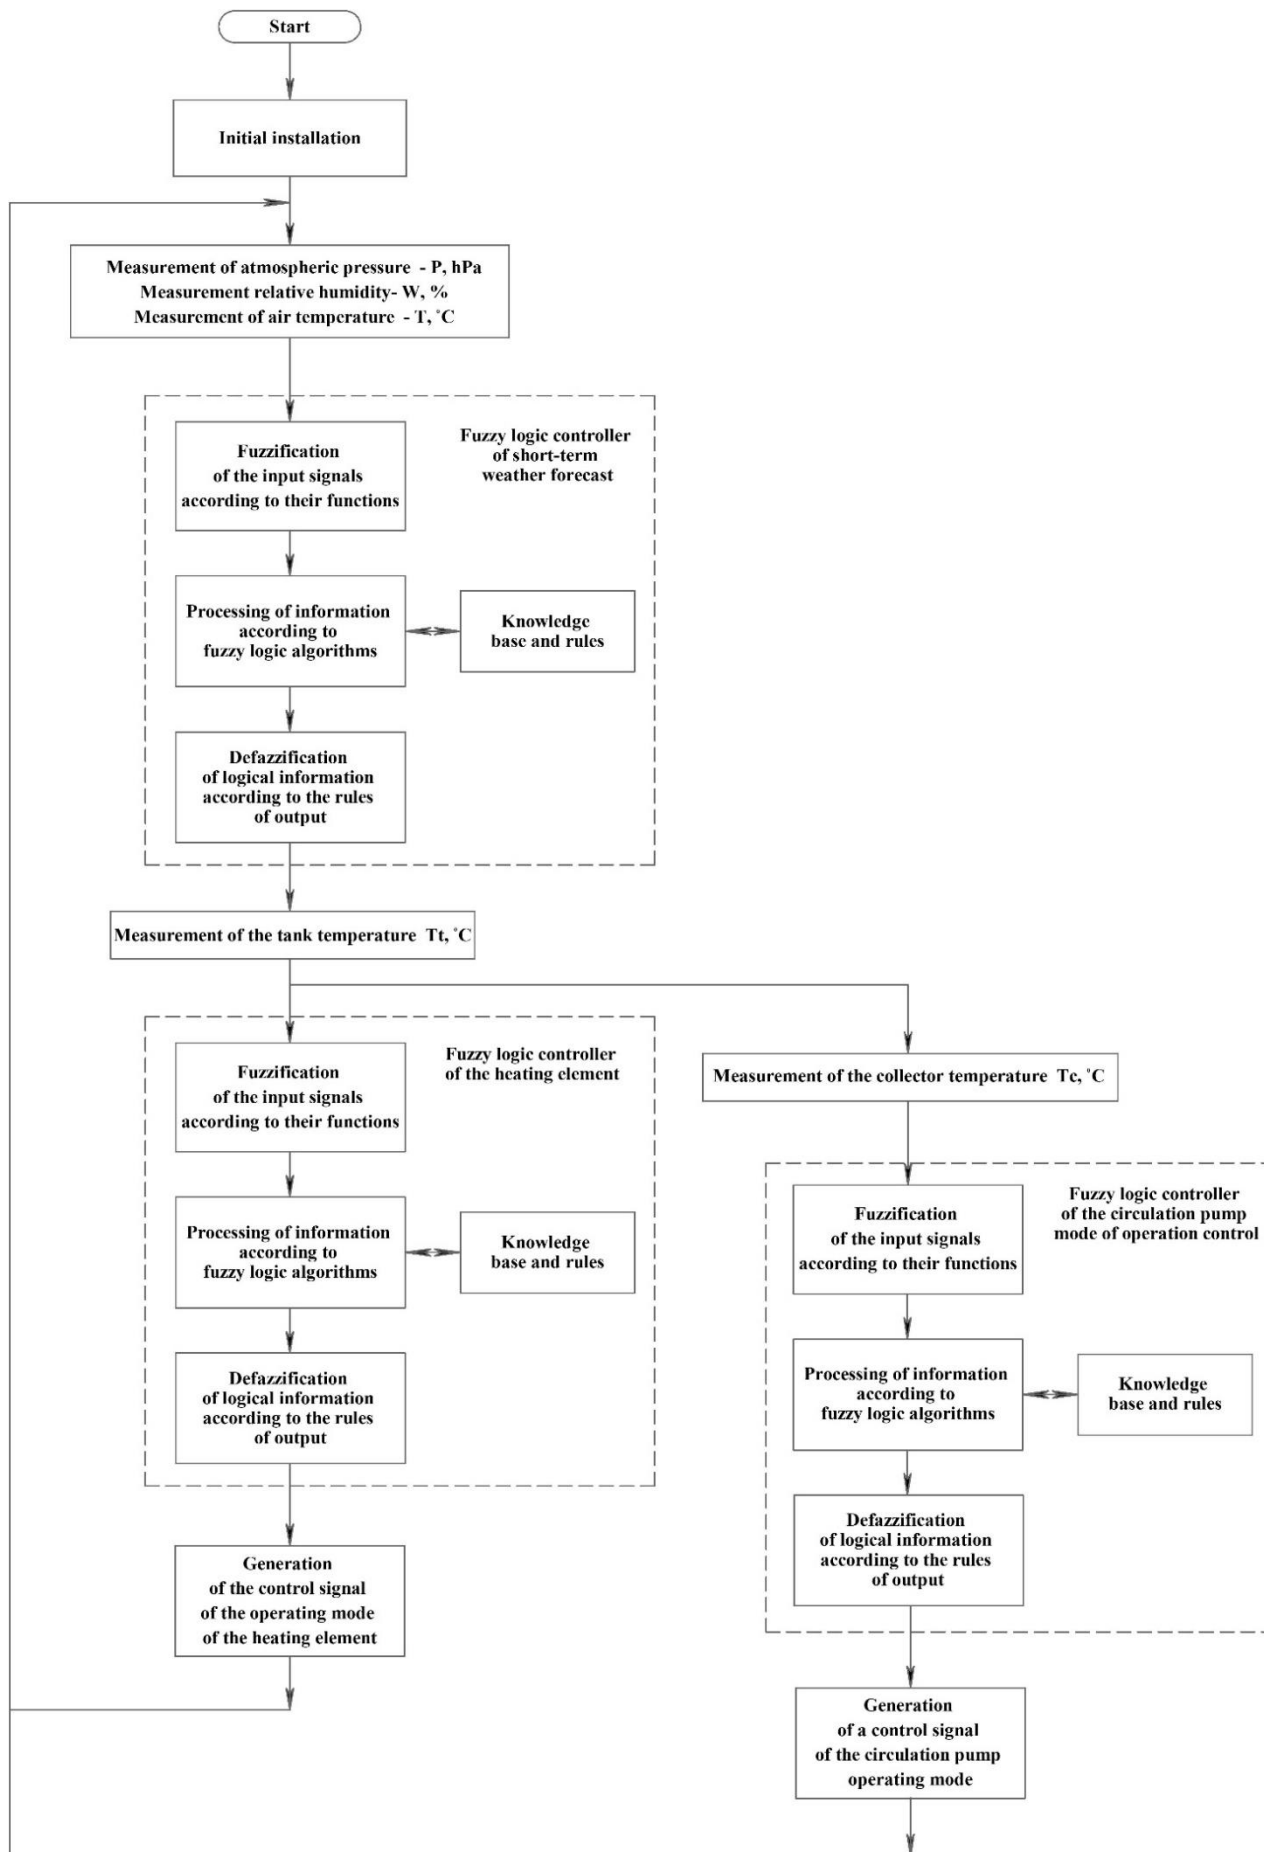 Start
Initial installation
Measurement of atmospheric pressure - P, hPa
Measurement relative humidity- W, %
Measurement of air temperature - T, °C
Fuzzification
of the input signals
according to their functions
Fuzzy logic controller
of short-term
weather forecast
Processing of information
according to
fuzzy logic algorithms
Knowledge
base and rules
Defazzification
of logical information
according to the rules
of output
Measurement of the tank temperature Tt, °C
Fuzzification
of the input signals
according to their functions
Fuzzy logic controller
of the heating element
Processing of information
according to
fuzzy logic algorithms
Knowledge
base and rules
Defazzification
of logical information
according to the rules
of output
Generation
of the control signal
of the operating mode
of the heating element
Measurement of the collector temperature Tc, °C
Fuzzification
of the input signals
according to their functions
Fuzzy logic controller
of the circulation pump
mode of operation control
Processing of information
according to
fuzzy logic algorithms
Knowledge
base and rules
Defazzification
of logical information
according to the rules
of output
Generation
of a control signal
of the circulation pump
operating mode